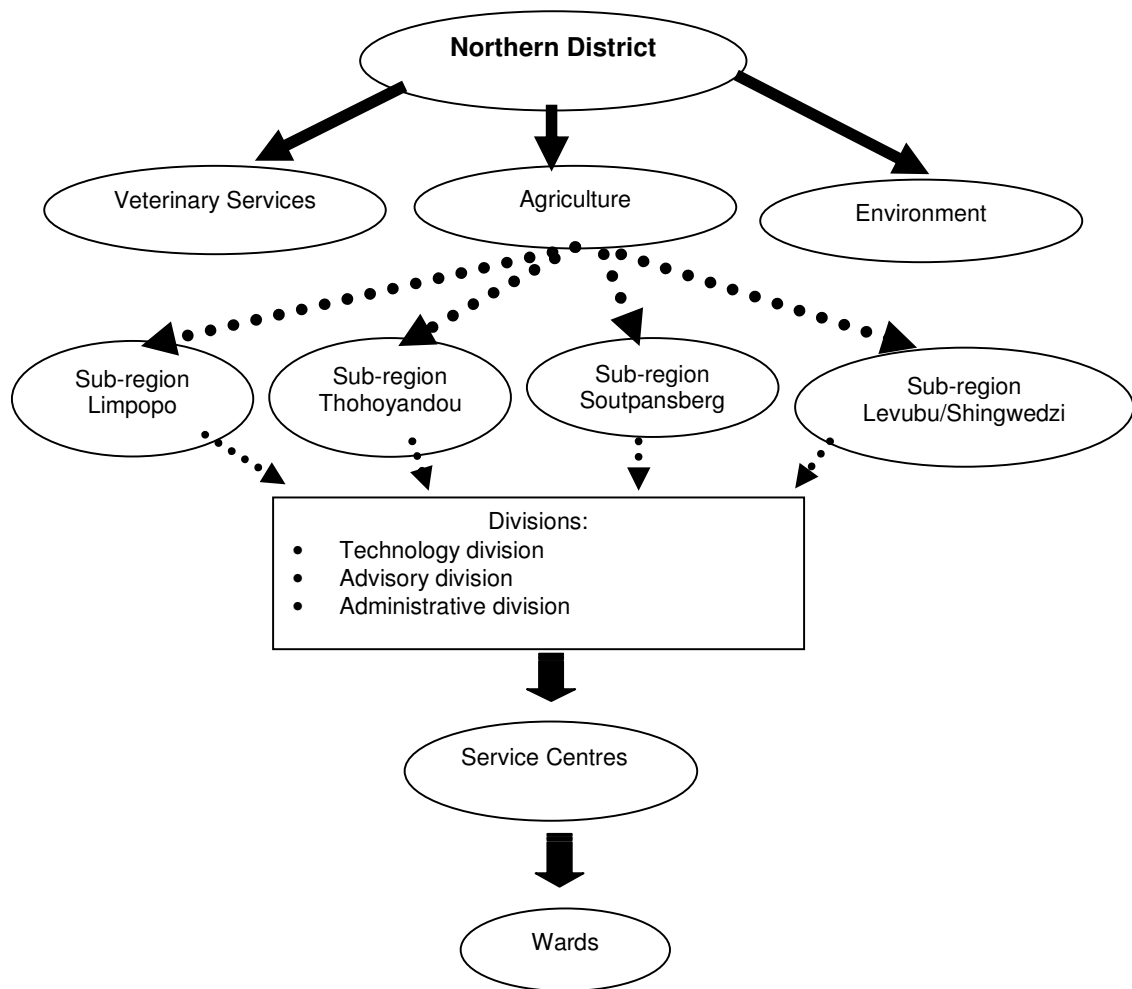 Northern District
Veterinary Services
Agriculture
Environment
Sub-region
Limpopo
Sub-region
Thohoyandou
Sub-region
Soutpansberg
Sub-region
Levubu/Shingwedzi
Divisions:
• Technology division
• Advisory division
• Administrative division
Service Centres
Wards